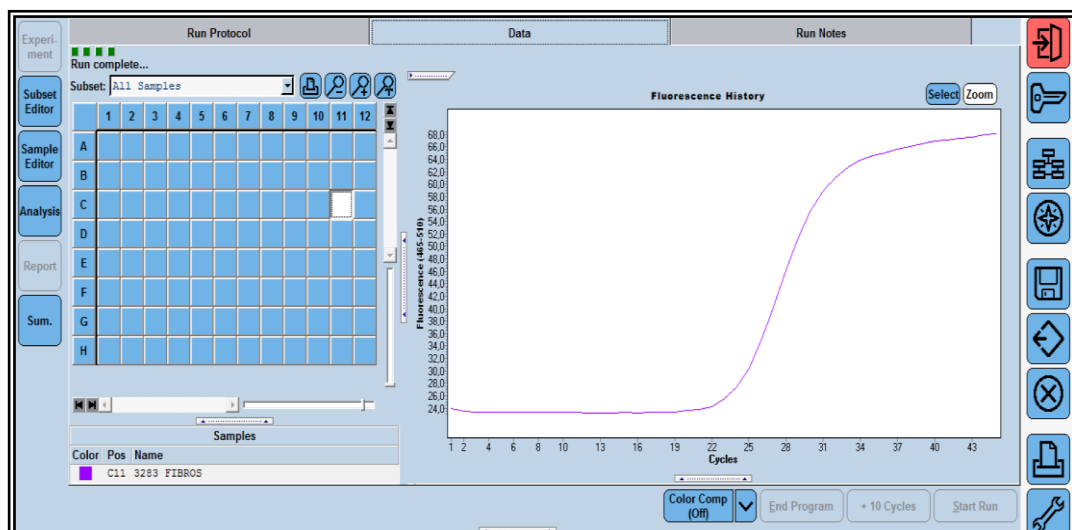 Experi-
ment
Subset
Editor
Sample
Editor
Analysis
Report
Sum.
Run Protocol
Data
Run Notes
Run complete...
Subset: All Samples
1 2 3 4 5 6 7 8 9 10 11 12
A
B
C
D
E
F
G
H
Samples
Color Pos Name
C11 3283 FIBROS
Fluorescence History
Select Zoom
Fluorescence (465-510)
68,0
66,0
64,0
62,0
60,0
58,0
56,0
54,0
52,0
50,0
48,0
46,0
44,0
42,0
40,0
38,0
36,0
34,0
32,0
30,0
28,0
26,0
24,0
1 2 4 6 8 10 13 16 19 22 25 28 31 34 37 40 43
Cycles
Color Comp
(Off)
End Program
+ 10 Cycles
Start Run